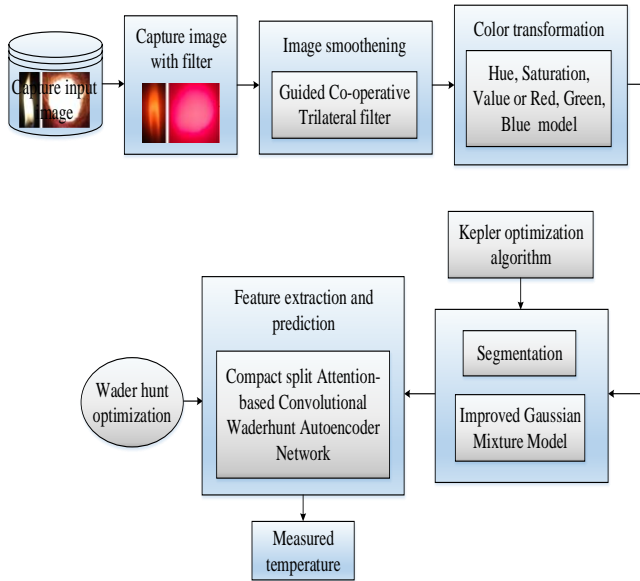 Capture input
image
Capture image
with filter
Image smoothening
Guided Co-operative
Trilateral filter
Color transformation
Hue, Saturation,
Value or Red, Green,
Blue model
Kepler optimization
algorithm
Segmentation
Improved Gaussian
Mixture Model
Feature extraction and
prediction
Compact split Attention-
based Convolutional
Waderhunt Autoencoder
Network
Wader hunt
optimization
Measured
temperature